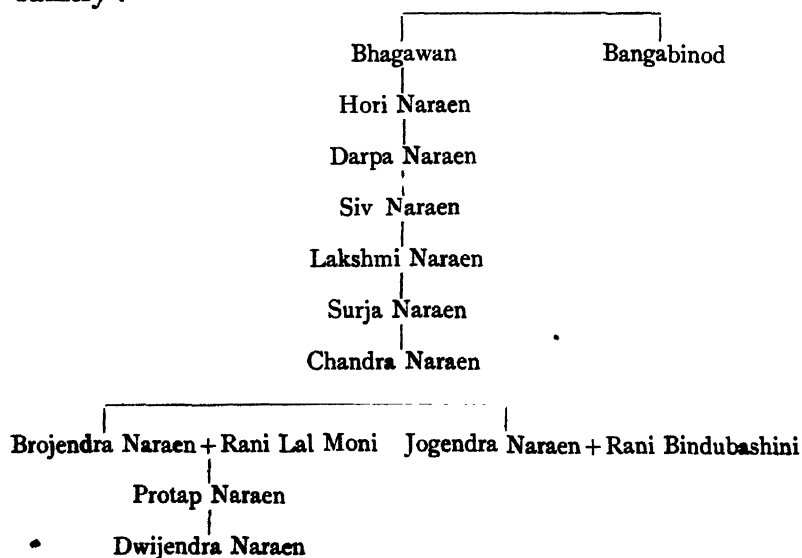 Bhagawan Bangabinod
Hori Naraen
Darpa Naraen
Siv Naraen
Lakshmi Naraen
Surja Naraen
Chandra Naraen
Brojendra Naraen + Rani Lal Moni Jogendra Naraen + Rani Bindubashini
Protap Naraen
Dwijendra Naraen